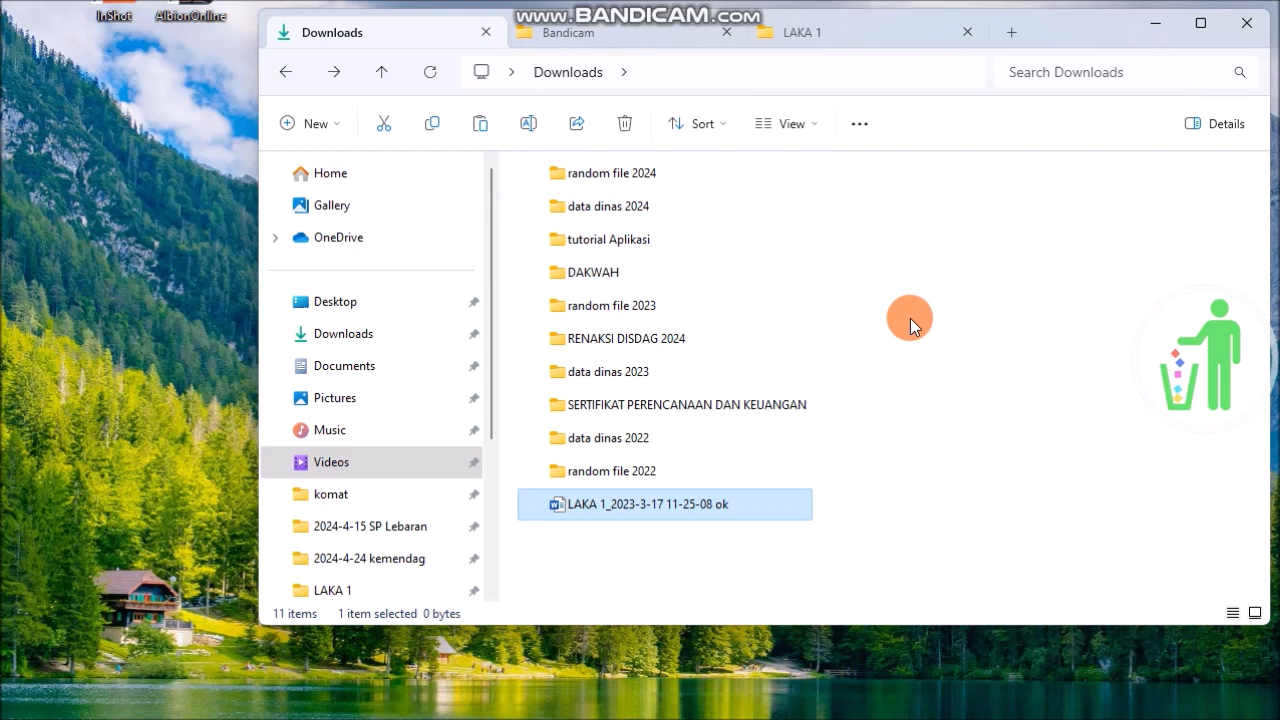 InShot
AlbionOnline
www.BANDICAM.com
Downloads
Bandicam
LAKA 1
Downloads
Search Downloads
New
Sort
View
Details
Home
Gallery
OneDrive
Desktop
Downloads
Documents
Pictures
Music
Videos
komat
2024-4-15 SP Lebaran
2024-4-24 kemendag
LAKA 1
random file 2024
data dinas 2024
tutorial Aplikasi
DAKWAH
random file 2023
RENAKSI DISDAG 2024
data dinas 2023
SERTIFIKAT PERENCANAAN DAN KEUANGAN
data dinas 2022
random file 2022
LAKA 1_2023-3-17 11-25-08 ok
11 items
1 item selected 0 bytes